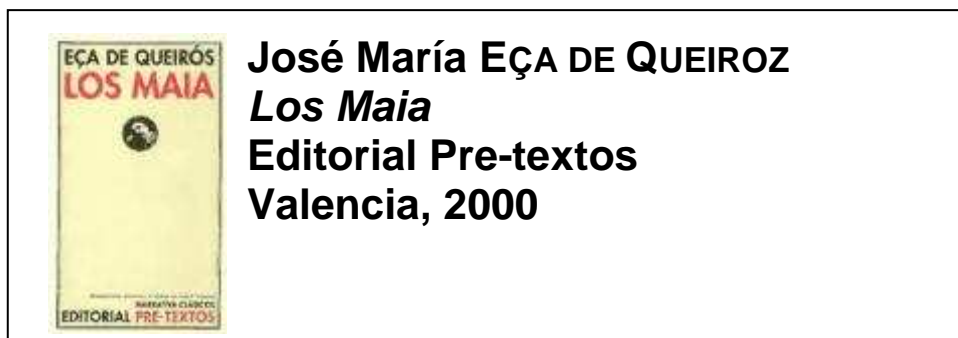 EÇA DE QUEIRÓS
LOS MAIA
NARRATIVA CLÁSICOS
EDITORIAL PRE-TEXTOS
José María EÇA DE QUEIROZ
Los Maia
Editorial Pre-textos
Valencia, 2000